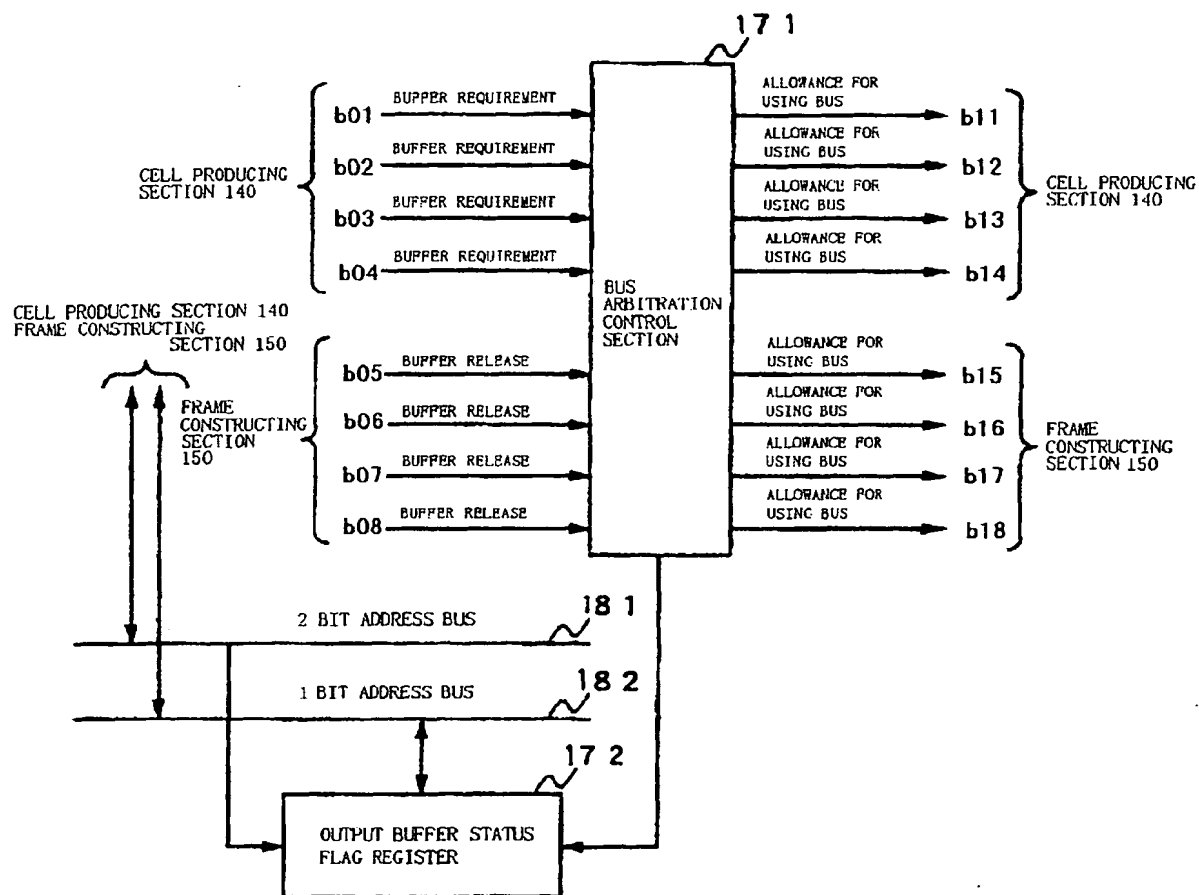 17 1
b01 BUFFER REQUIREMENT
b02 BUFFER REQUIREMENT
b03 BUFFER REQUIREMENT
b04 BUFFER REQUIREMENT
CELL PRODUCING
SECTION 140
ALLOWANCE FOR
USING BUS
b11
ALLOWANCE FOR
USING BUS
b12
ALLOWANCE FOR
USING BUS
b13
ALLOWANCE FOR
USING BUS
b14
CELL PRODUCING
SECTION 140
BUS
ARBITRATION
CONTROL
SECTION
CELL PRODUCING SECTION 140
FRAME CONSTRUCTING
SECTION 150
FRAME
CONSTRUCTING
SECTION
150
b05 BUFFER RELEASE
b06 BUFFER RELEASE
b07 BUFFER RELEASE
b08 BUFFER RELEASE
ALLOWANCE FOR
USING BUS
b15
ALLOWANCE FOR
USING BUS
b16
ALLOWANCE FOR
USING BUS
b17
ALLOWANCE FOR
USING BUS
b18
FRAME
CONSTRUCTING
SECTION 150
2 BIT ADDRESS BUS
18 1
1 BIT ADDRESS BUS
18 2
17 2
OUTPUT BUFFER STATUS
FLAG REGISTER